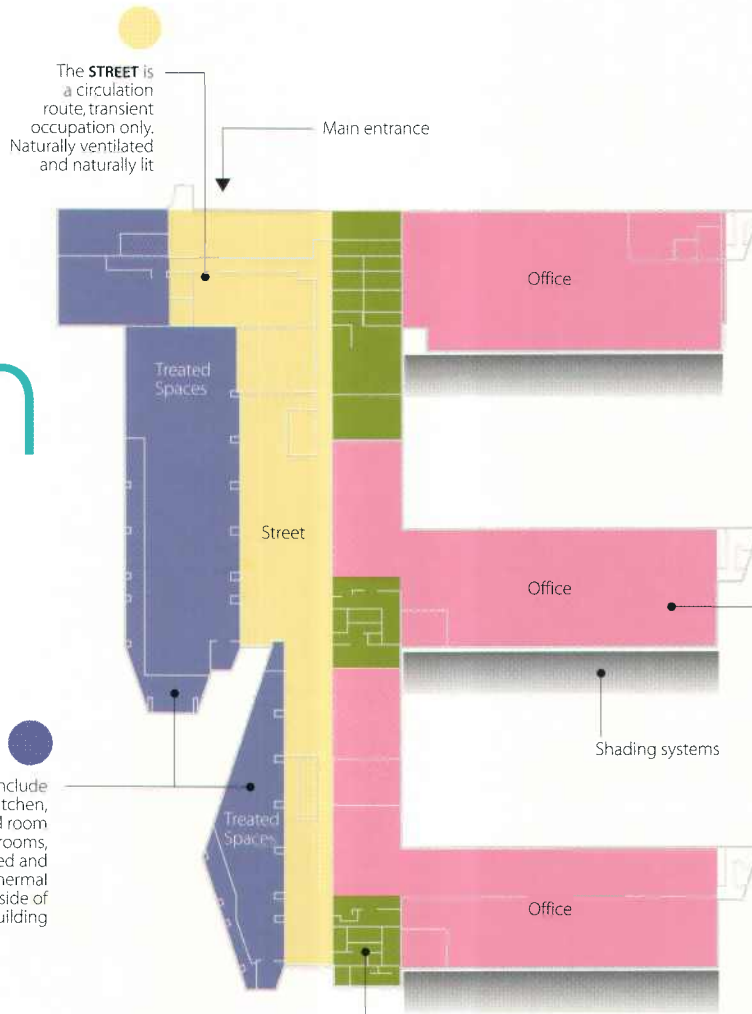 The STREET is
a circulation
route, transient
occupation only.
Naturally ventilated
and naturally lit
Main entrance
Office
Treated
Spaces
Street
Office
Shading systems
nclude
tchen,
room
rooms,
ed and
hermal
side of
uilding
Treated
Spaces
Office